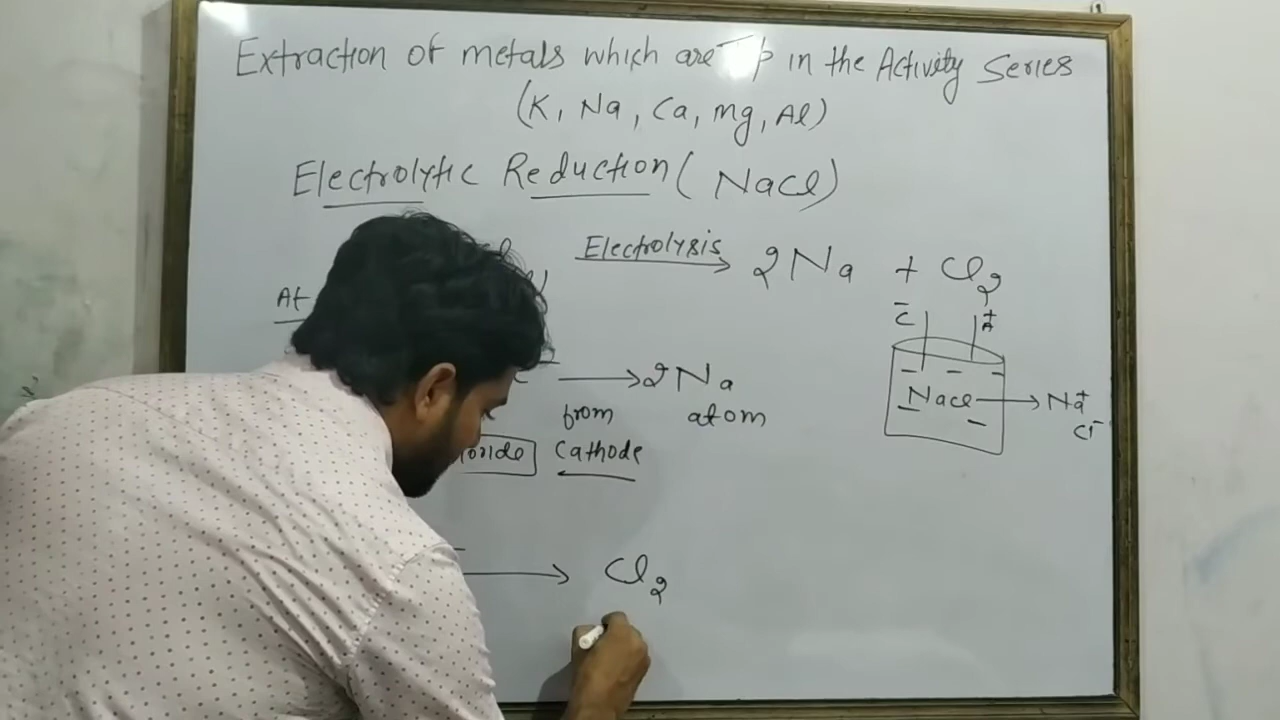 Extraction of metals which are in the Activity Series
(K, Na, Ca, Mg, Al)
Electrolytic Reduction (NaCl)
Electrolysis 2Na + Cl2
At
- C + A
→ 2Na
NaCl → Na+
Cl-
from atom
Cathode
→ Cl2